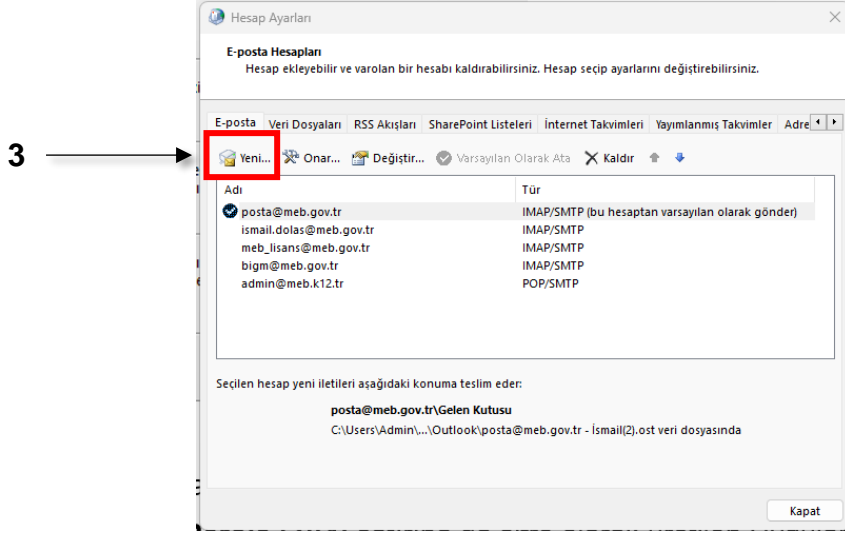 Hesap Ayarları
E-posta Hesapları
Hesap ekleyebilir ve varolan bir hesabı kaldırabilirsiniz. Hesap seçip ayarlarını değiştirebilirsiniz.
E-posta Veri Dosyaları RSS Akışları SharePoint Listeleri İnternet Takvimleri Yayımlanmış Takvimler Adre
3
Yeni... Onar... Değiştir... Varsayılan Olarak Ata Kaldır
Adı Tür
posta@meb.gov.tr IMAP/SMTP (bu hesaptan varsayılan olarak gönder)
ismail.dolas@meb.gov.tr IMAP/SMTP
meb_lisans@meb.gov.tr IMAP/SMTP
bigm@meb.gov.tr IMAP/SMTP
admin@meb.k12.tr POP/SMTP
Seçilen hesap yeni iletileri aşağıdaki konuma teslim eder:
posta@meb.gov.tr\Gelen Kutusu
C:\Users\Admin\...\Outlook\posta@meb.gov.tr - İsmail(2).ost veri dosyasında
Kapat